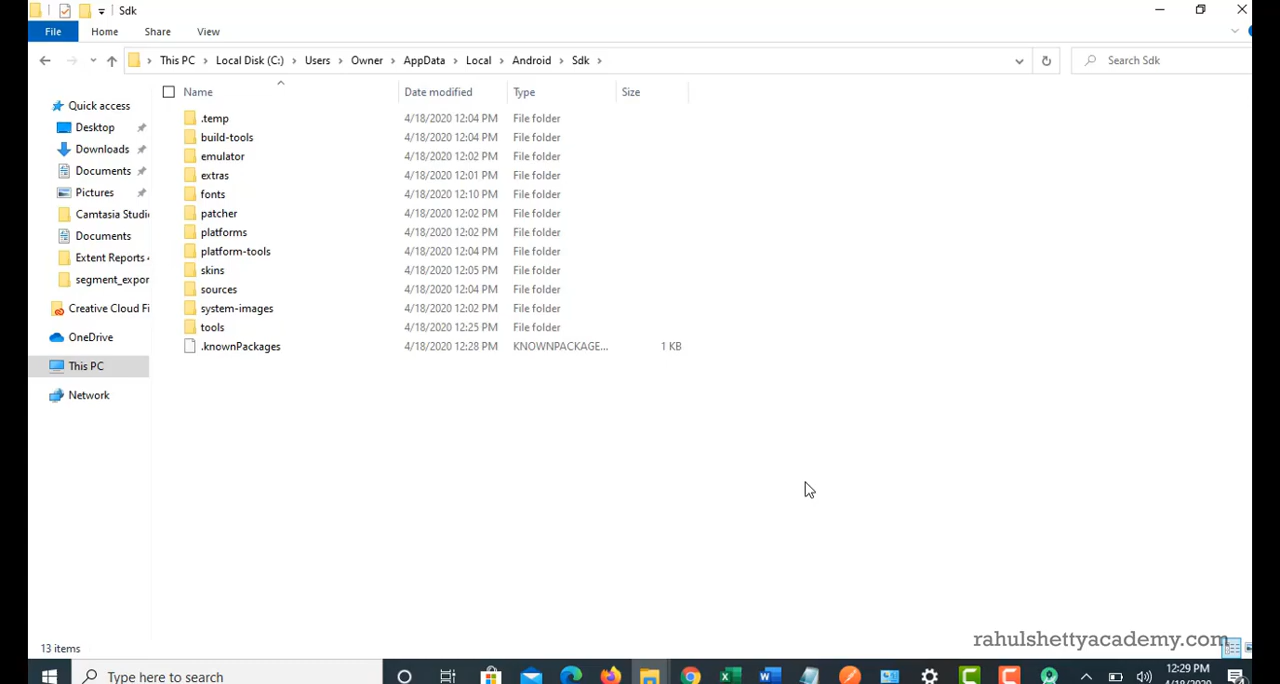 Sdk
File Home Share View
This PC Local Disk (C:) Users Owner AppData Local Android Sdk Search Sdk
Name Date modified Type Size
Quick access
Desktop
Downloads
Documents
Pictures
Camtasia Studi
Documents
Extent Reports
segment_expor
Creative Cloud Fi
OneDrive
This PC
Network
.temp 4/18/2020 12:04 PM File folder
build-tools 4/18/2020 12:04 PM File folder
emulator 4/18/2020 12:02 PM File folder
extras 4/18/2020 12:01 PM File folder
fonts 4/18/2020 12:10 PM File folder
patcher 4/18/2020 12:02 PM File folder
platforms 4/18/2020 12:02 PM File folder
platform-tools 4/18/2020 12:04 PM File folder
skins 4/18/2020 12:05 PM File folder
sources 4/18/2020 12:04 PM File folder
system-images 4/18/2020 12:02 PM File folder
tools 4/18/2020 12:25 PM File folder
.knownPackages 4/18/2020 12:28 PM KNOWNPACKAGE... 1 KB
13 items
rahulshettyacademy.com
Type here to search
12:29 PM
4/18/2020